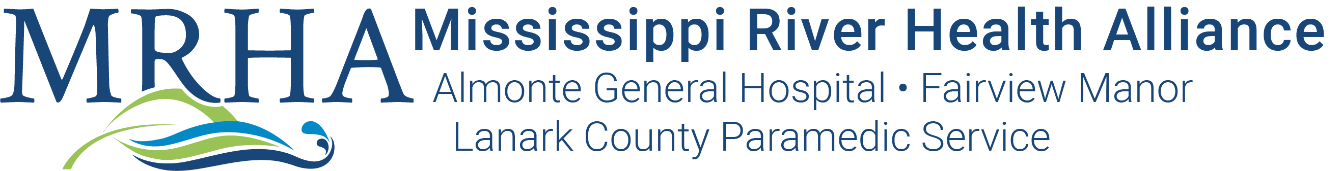 MRHA
Mississippi River Health Alliance
Almonte General Hospital • Fairview Manor
Lanark County Paramedic Service